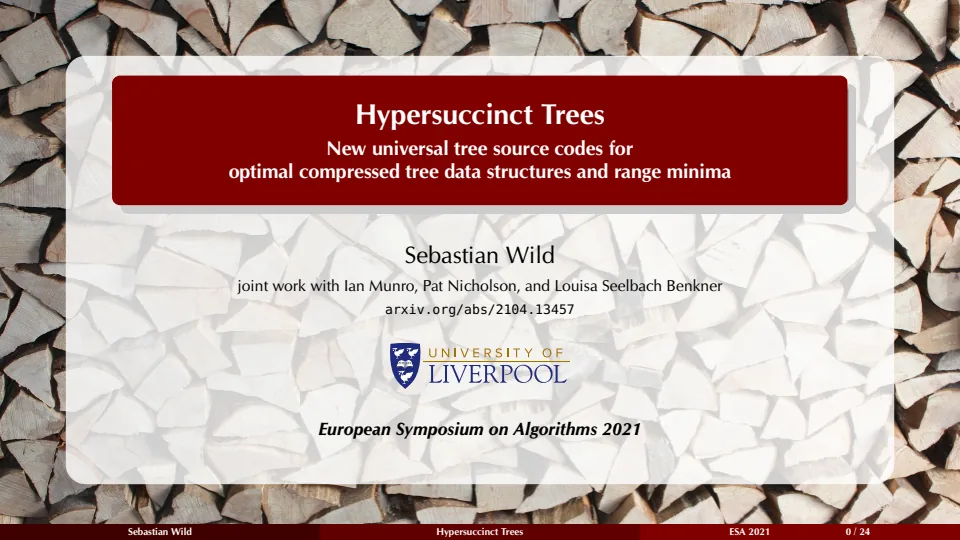 Hypersuccinct Trees
New universal tree source codes for
optimal compressed tree data structures and range minima
Sebastian Wild
joint work with Ian Munro, Pat Nicholson, and Louisa Seelbach Benkner
arxiv.org/abs/2104.13457
UNIVERSITY OF
LIVERPOOL
European Symposium on Algorithms 2021
Sebastian Wild Hypersuccinct Trees ESA 2021 0 / 24